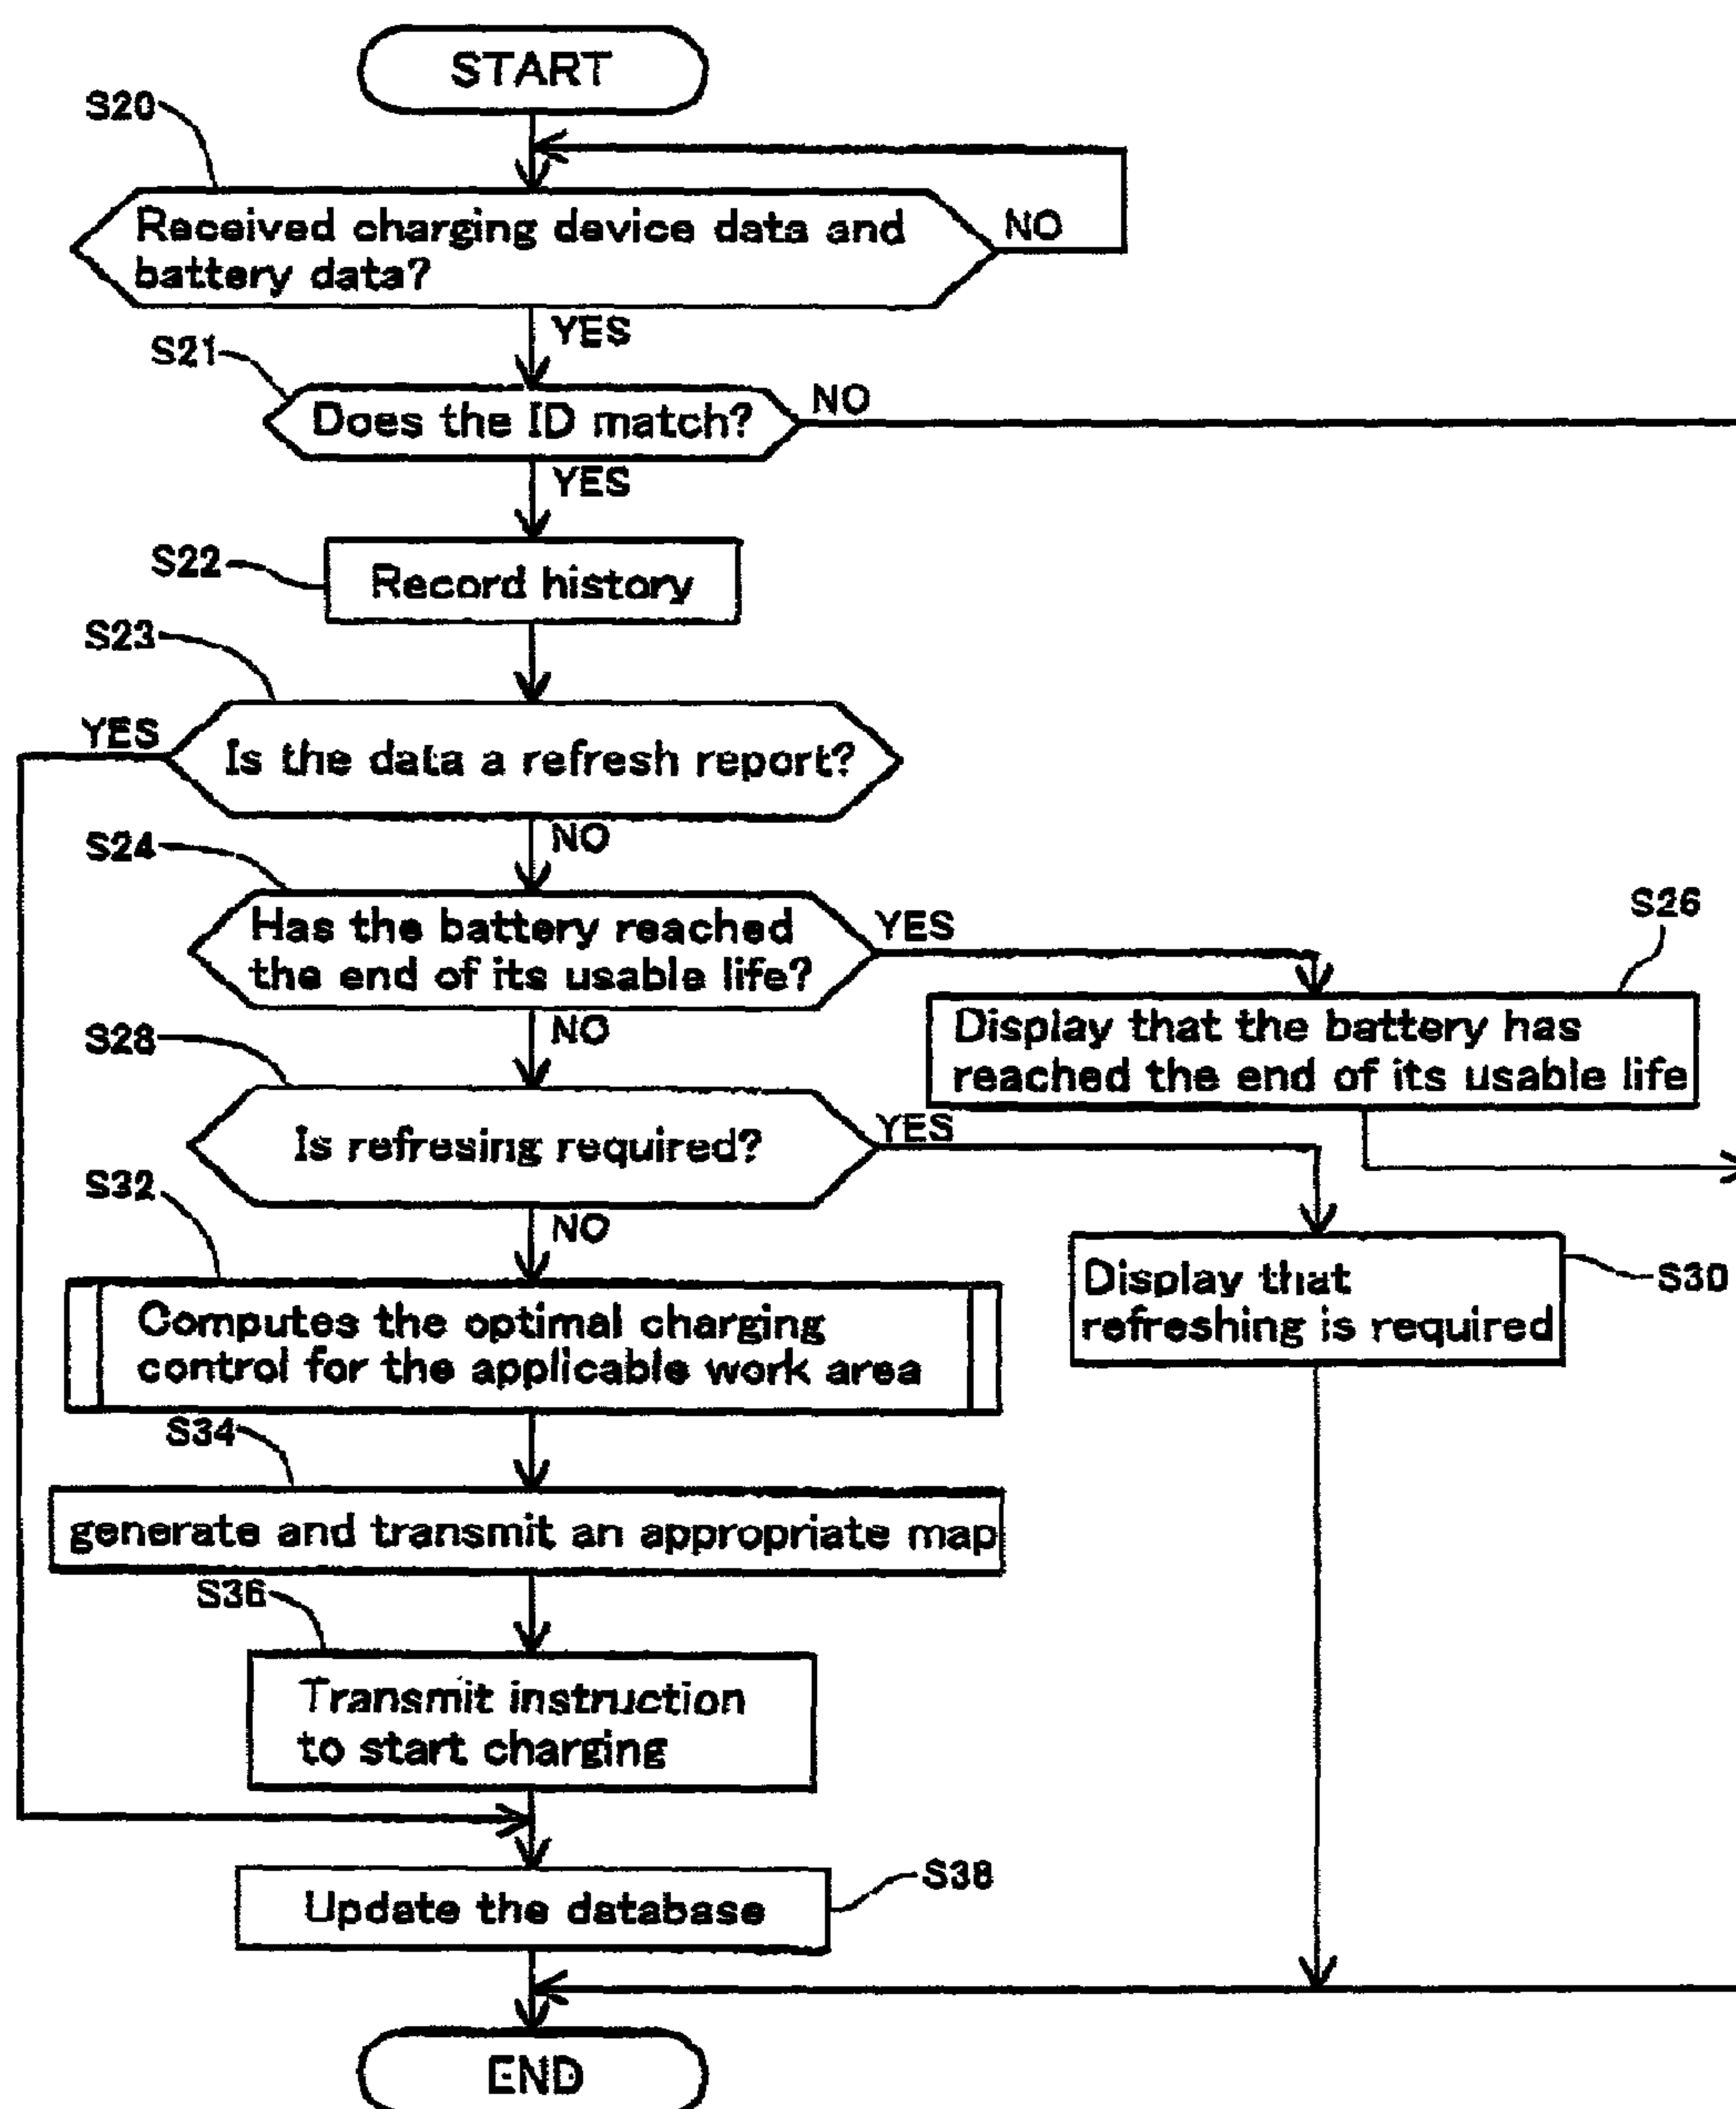 START
S20
Received charging device data and
battery data?
NO
YES
S21
Does the ID match?
NO
YES
S22
Record history
S23
YES
Is the data a refresh report?
NO
S24
Has the battery reached
the end of its usable life?
YES
S26
Display that the battery has
reached the end of its usable life
NO
S28
Is refresing required?
YES
S30
Display that
refreshing is required
NO
S32
Computes the optimal charging
control for the applicable work area
S34
generate and transmit an appropriate map
S36
Transmit instruction
to start charging
S38
Update the database
END